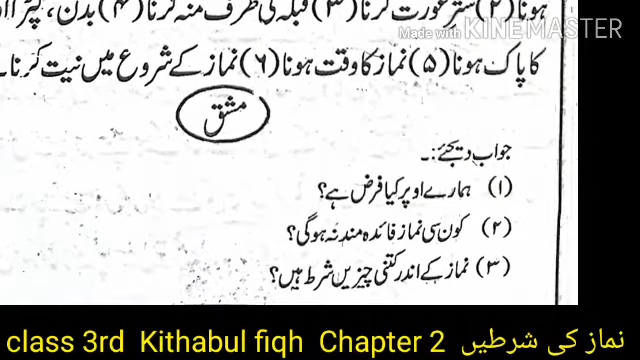 ہونا (۲) ستر عورت کرنا (۳) قبلہ کی طرف منہ کرنا (۴) بدن، کپڑا
Made with KINEMASTER
کا پاک ہونا (۵) نماز کا وقت ہونا (۶) نماز کے شروع میں نیت کرنا۔
مشق
جواب دیجئے:۔
(۱) ہمارے اوپر کیا فرض ہے؟
(۲) کون سی نماز فائدہ مند نہ ہوگی؟
(۳) نماز کے اندر کتنی چیزیں شرط ہیں؟
class 3rd Kithabul fiqh Chapter 2 نماز کی شرطیں